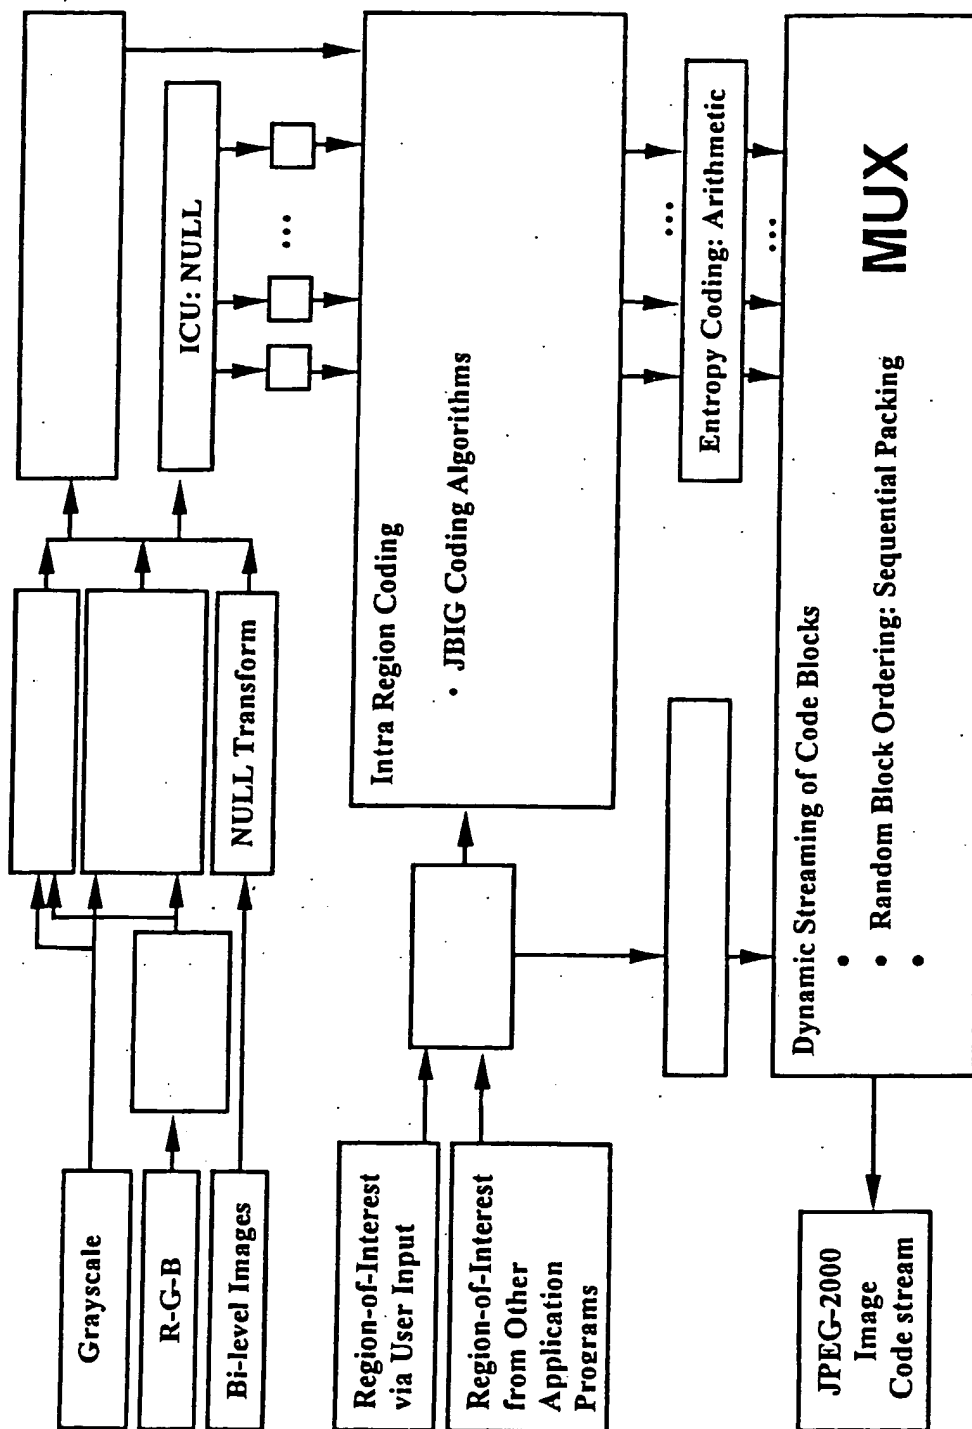 Grayscale
R-G-B
Bi-level Images
NULL Transform
ICU: NULL
...
Region-of-Interest
via User Input
Region-of-Interest
from Other
Application
Programs
Intra Region Coding
• JBIG Coding Algorithms
...
Entropy Coding: Arithmetic
...
Dynamic Streaming of Code Blocks
•
• Random Block Ordering: Sequential Packing
•
MUX
JPEG-2000
Image
Code stream